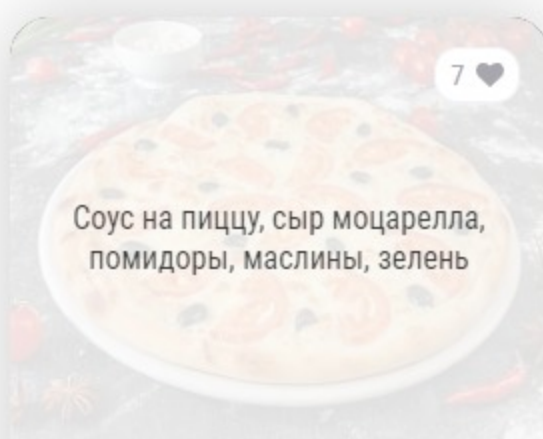 7
Соус на пиццу, сыр моцарелла,
помидоры, маслины, зелень